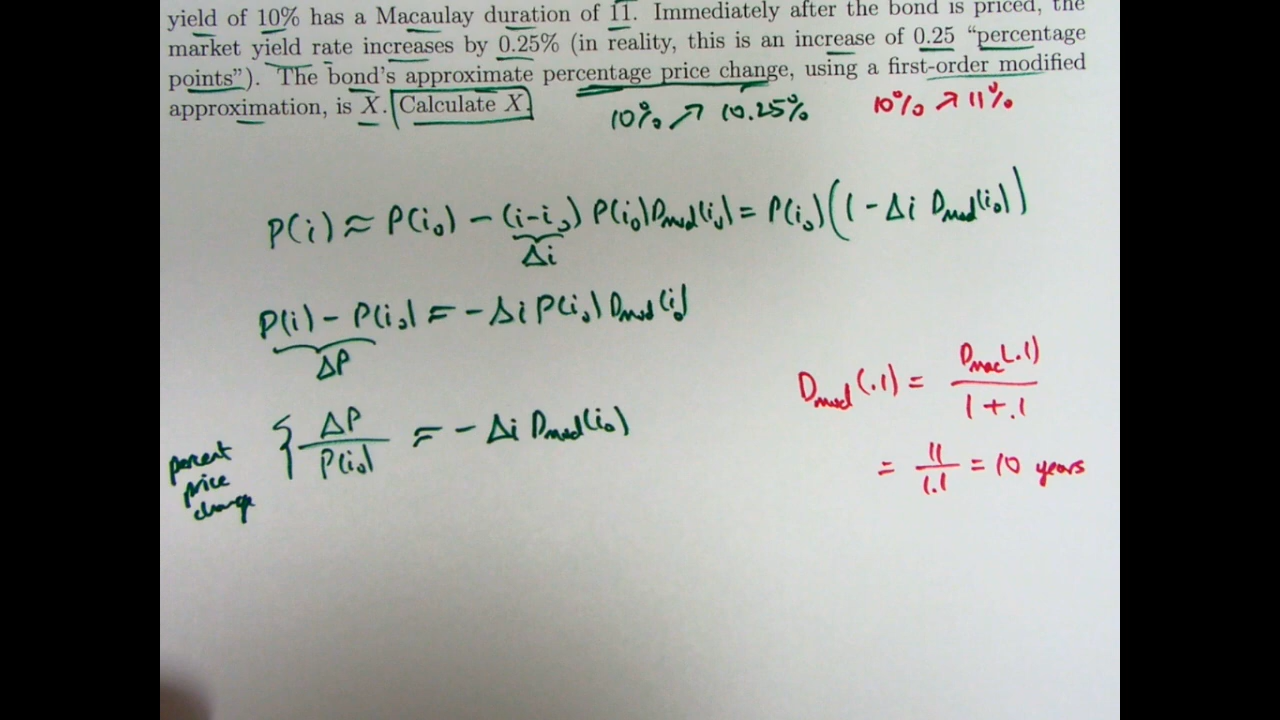 yield of 10% has a Macaulay duration of 11. Immediately after the bond is priced, the
market yield rate increases by 0.25% (in reality, this is an increase of 0.25 “percentage
points”). The bond’s approximate percentage price change, using a first-order modified
approximation, is X. Calculate X.
10% ↗ 10.25%
10% ↗ 11%
P(i) ≈ P(i₀) − (i−i₀) P(i₀) Dmod(i₀) = P(i₀)(1 − Δi Dmod(i₀))
Δi
P(i) − P(i₀) = −Δi P(i₀) Dmod(i₀)
ΔP
Dmod(.1) = Dmac(.1) / 1+.1
= 11 / 1.1 = 10 years
percent price change { ΔP / P(i₀) = −Δi Dmod(i₀)